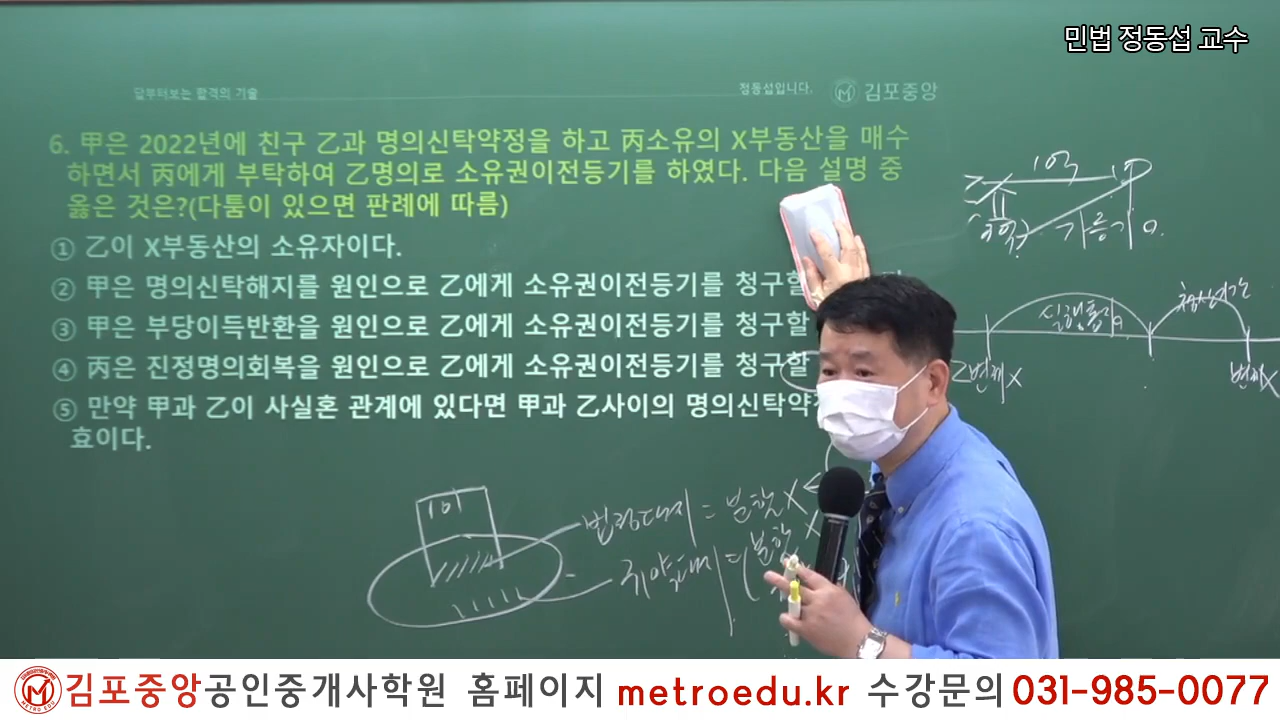 민법 정동섭 교수
답부터보는 합격의 기술
정동섭입니다.
김포중앙
6. 甲은 2022년에 친구 乙과 명의신탁약정을 하고 丙소유의 X부동산을 매수
하면서 丙에게 부탁하여 乙명의로 소유권이전등기를 하였다. 다음 설명 중
옳은 것은?(다툼이 있으면 판례에 따름)
① 乙이 X부동산의 소유자이다.
② 甲은 명의신탁해지를 원인으로 乙에게 소유권이전등기를 청구할
③ 甲은 부당이득반환을 원인으로 乙에게 소유권이전등기를 청구할
④ 丙은 진정명의회복을 원인으로 乙에게 소유권이전등기를 청구할
⑤ 만약 甲과 乙이 사실혼 관계에 있다면 甲과 乙사이의 명의신탁약
효이다.
101
법정대지 = 분할X
규약대지 =
김포중앙공인중개사학원 홈페이지 metroedu.kr 수강문의 031-985-0077